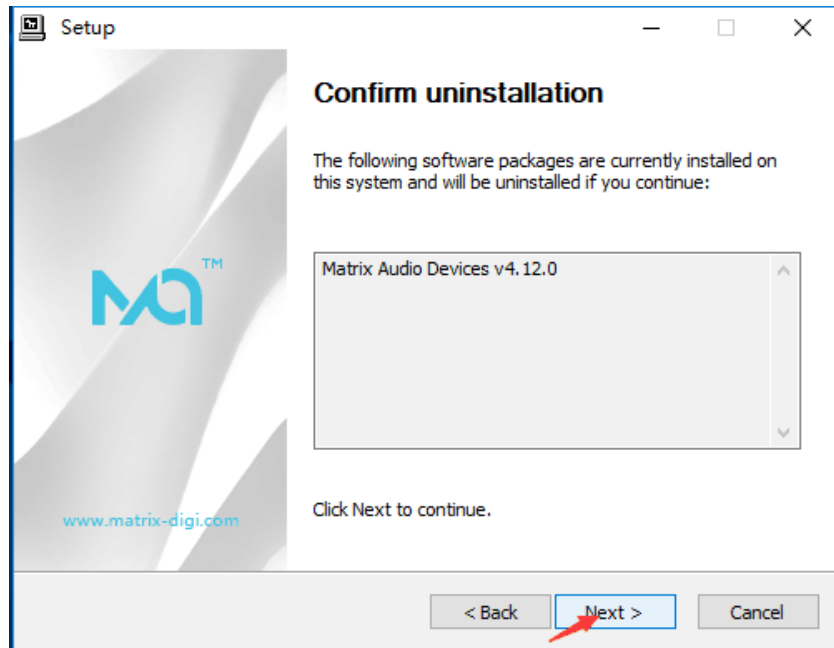 Setup
Confirm uninstallation
The following software packages are currently installed on
this system and will be uninstalled if you continue:
Matrix Audio Devices v4.12.0
TM
www.matrix-digi.com
Click Next to continue.
< Back
Next >
Cancel